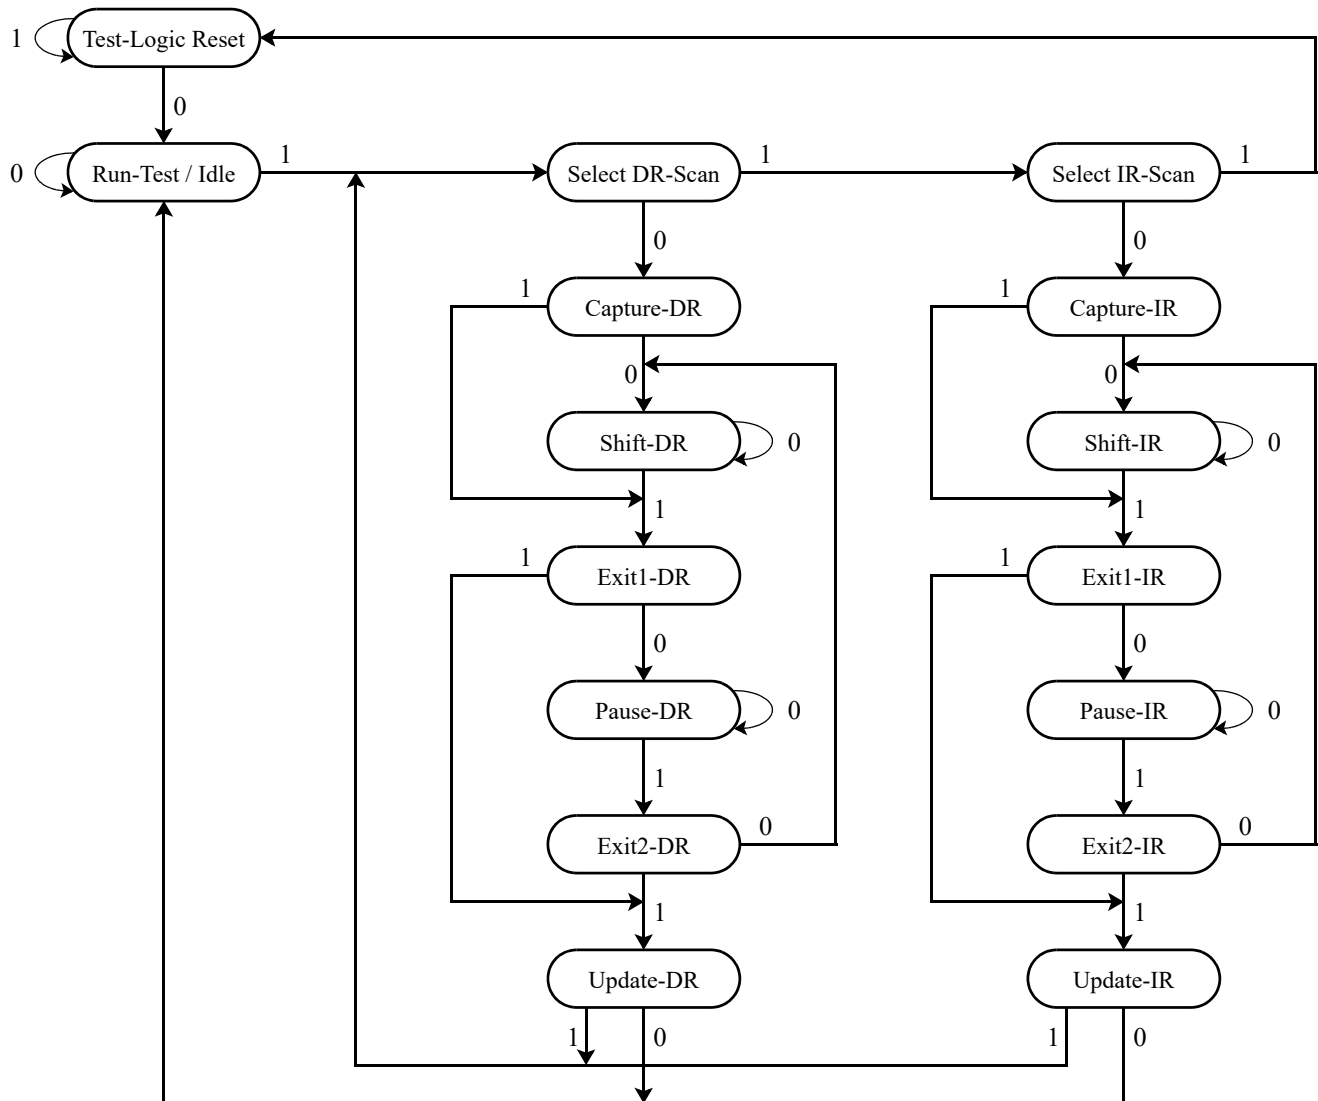 1
Test-Logic Reset
0
0
Run-Test / Idle
1
Select DR-Scan
1
Select IR-Scan
1
0
0
1
Capture-DR
1
Capture-IR
0
0
Shift-DR
0
Shift-IR
0
1
1
1
Exit1-DR
1
Exit1-IR
0
0
Pause-DR
0
Pause-IR
0
1
1
Exit2-DR
0
Exit2-IR
0
1
1
Update-DR
Update-IR
1
0
1
0